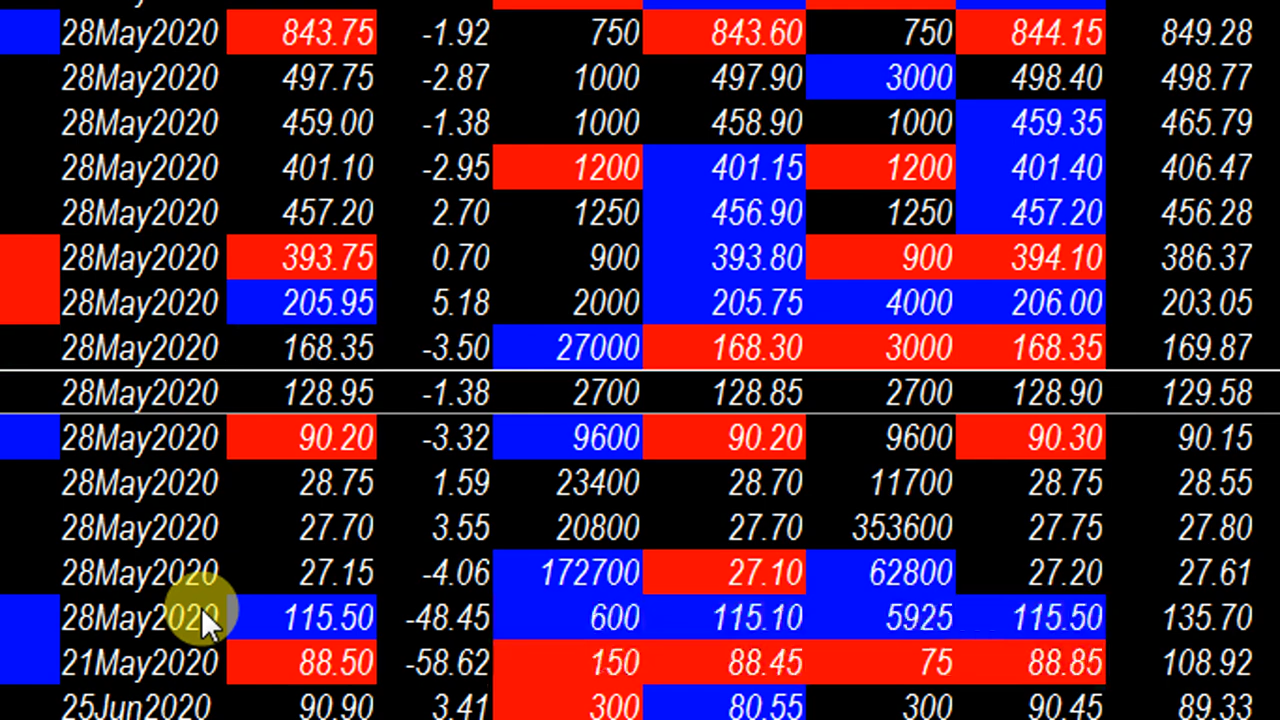 28May2020 843.75 -1.92 750 843.60 750 844.15 849.28
28May2020 497.75 -2.87 1000 497.90 3000 498.40 498.77
28May2020 459.00 -1.38 1000 458.90 1000 459.35 465.79
28May2020 401.10 -2.95 1200 401.15 1200 401.40 406.47
28May2020 457.20 2.70 1250 456.90 1250 457.20 456.28
28May2020 393.75 0.70 900 393.80 900 394.10 386.37
28May2020 205.95 5.18 2000 205.75 4000 206.00 203.05
28May2020 168.35 -3.50 27000 168.30 3000 168.35 169.87
28May2020 128.95 -1.38 2700 128.85 2700 128.90 129.58
28May2020 90.20 -3.32 9600 90.20 9600 90.30 90.15
28May2020 28.75 1.59 23400 28.70 11700 28.75 28.55
28May2020 27.70 3.55 20800 27.70 353600 27.75 27.80
28May2020 27.15 -4.06 172700 27.10 62800 27.20 27.61
28May2020 115.50 -48.45 600 115.10 5925 115.50 135.70
21May2020 88.50 -58.62 150 88.45 75 88.85 108.92
25Jun2020 90.90 3.41 300 80.55 300 90.45 89.33